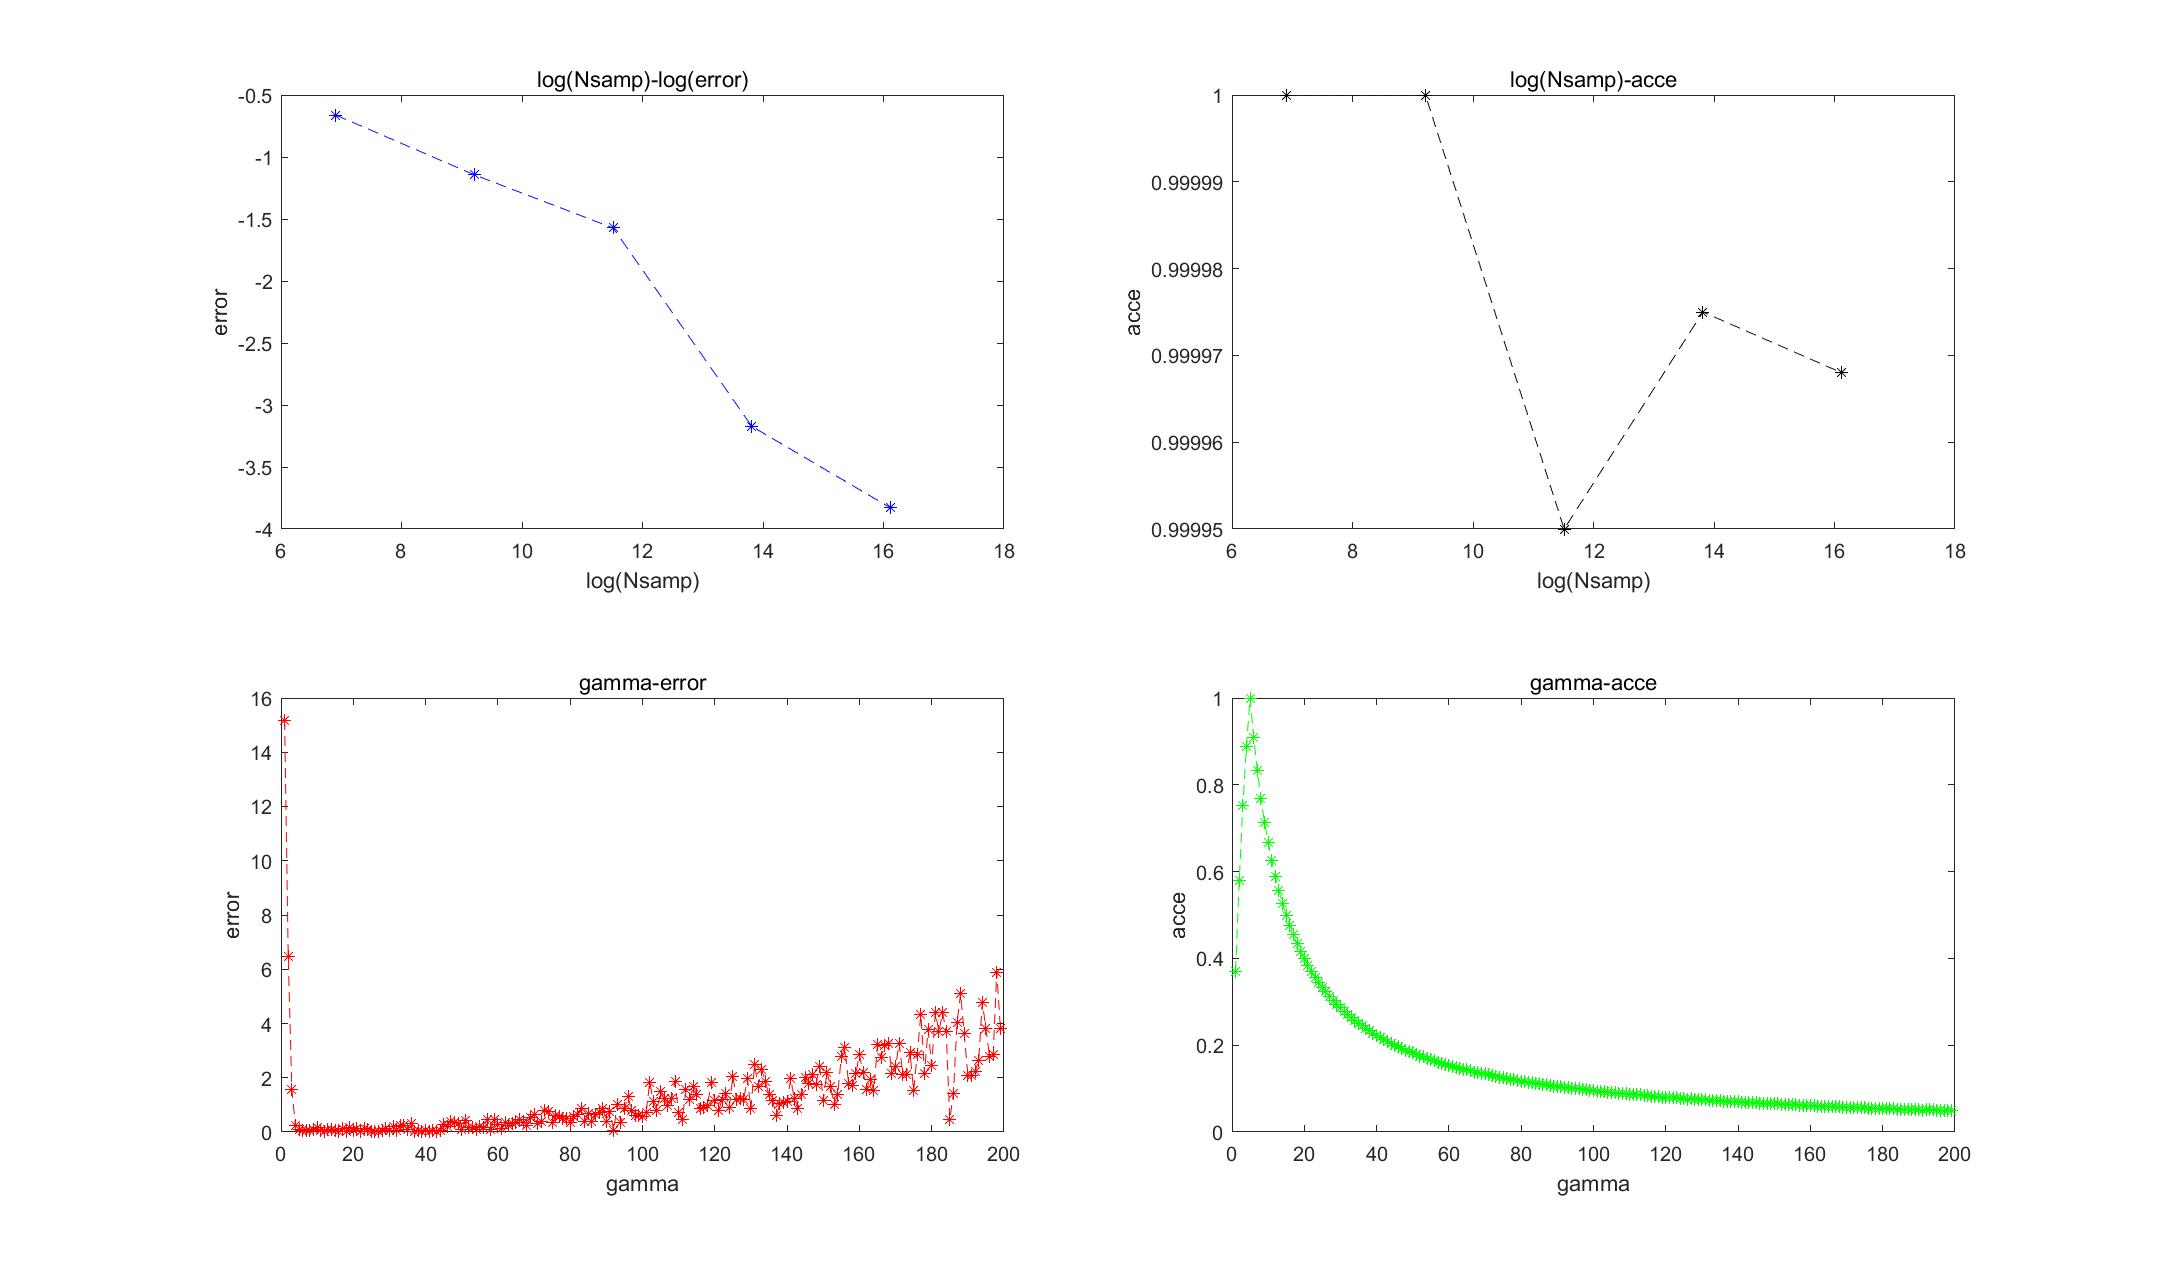 log(Nsamp)-log(error)
-0.5
-1
-1.5
-2
-2.5
-3
-3.5
-4
error
6 8 10 12 14 16 18
log(Nsamp)
log(Nsamp)-acce
1
0.99999
0.99998
0.99997
0.99996
0.99995
acce
6 8 10 12 14 16 18
log(Nsamp)
gamma-error
16
14
12
10
8
6
4
2
0
error
0 20 40 60 80 100 120 140 160 180 200
gamma
gamma-acce
1
0.8
0.6
0.4
0.2
0
acce
0 20 40 60 80 100 120 140 160 180 200
gamma